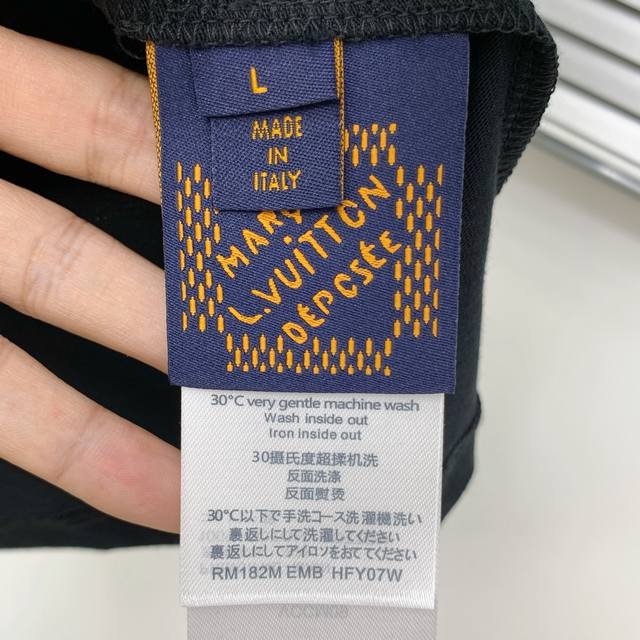 L
MADE
IN
ITALY
L.VUITTON
DÉPOSÉE
30°C very gentle machine wash
Wash inside out
Iron inside out
30摄氏度超揉机洗
反面洗涤
反面熨烫
30℃以下で手洗コース洗濯機洗い
裏返しにして洗濯してください
裏返しにしてアイロソをおててください
RM182M EMB HFY07W